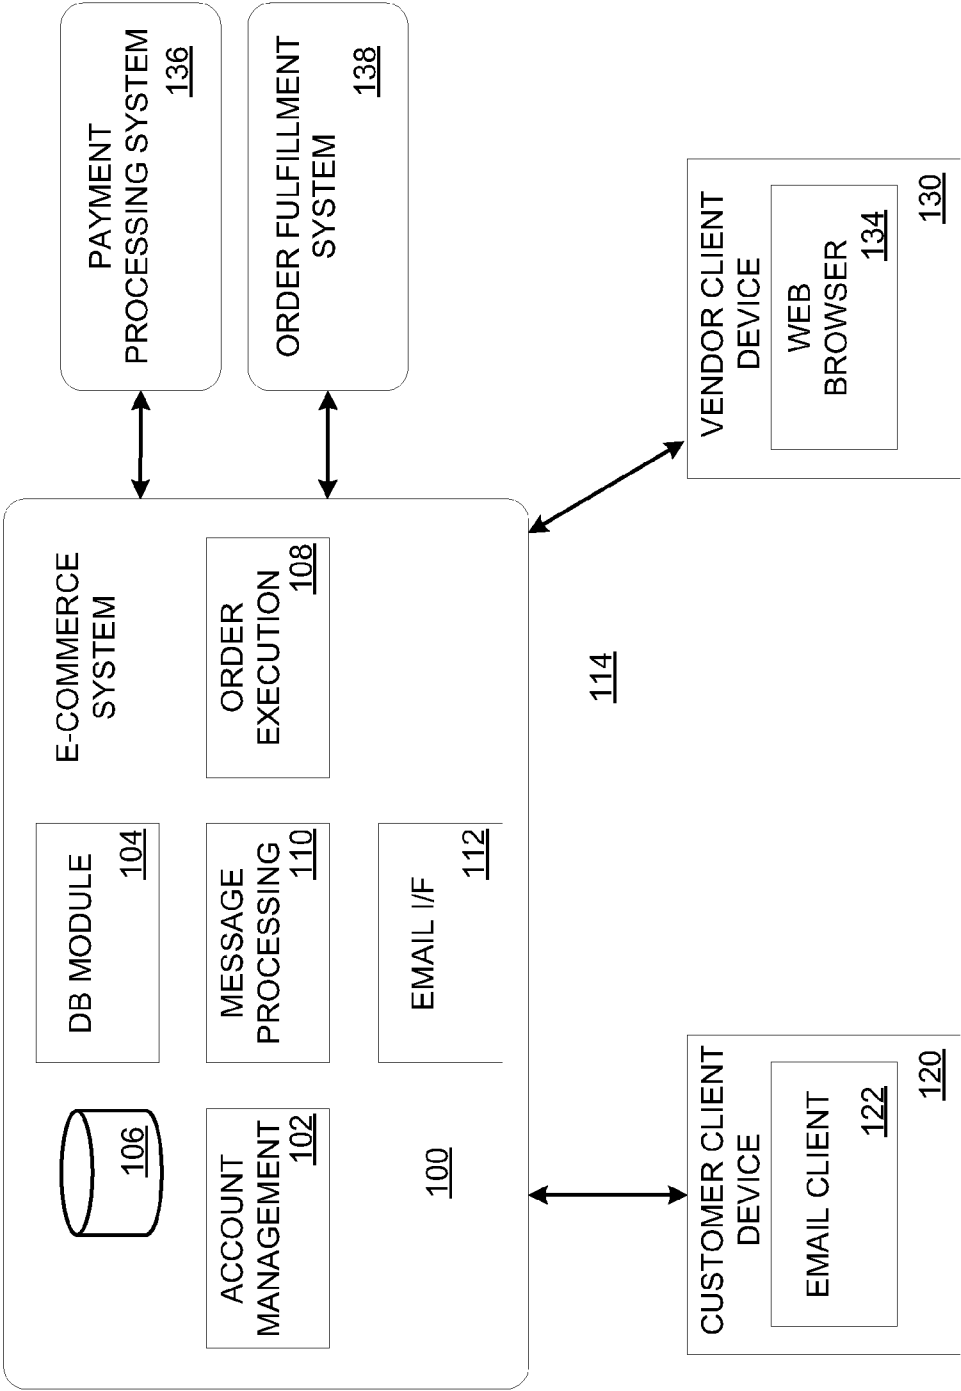 E-COMMERCE
SYSTEM
106
DB MODULE
104
ACCOUNT
MANAGEMENT
102
MESSAGE
PROCESSING
110
ORDER
EXECUTION
108
100
EMAIL I/F
112
PAYMENT
PROCESSING SYSTEM
136
ORDER FULFILLMENT
SYSTEM
138
114
CUSTOMER CLIENT
DEVICE
EMAIL CLIENT
122
120
VENDOR CLIENT
DEVICE
WEB
BROWSER
134
130